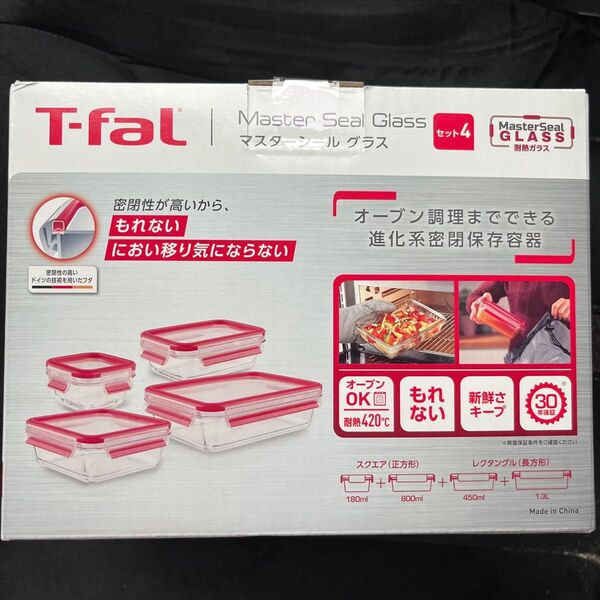 T-fal
Master Seal Glass
マスターシール グラス
セット4
MasterSeal
GLASS
耐熱ガラス
密閉性が高いから、
もれない
におい移り気にならない
密閉性の高い
ドイツの技術を用いたフタ
オーブン調理までできる
進化系密閉保存容器
オーブン
OK
耐熱420℃
もれ
ない
新鮮さ
キープ
30
年保証
※
※側面保証条件をご確認ください
スクエア(正方形)
レクタングル(長方形)
180ml
+
800ml
+
450ml
+
1.3L
Made in China